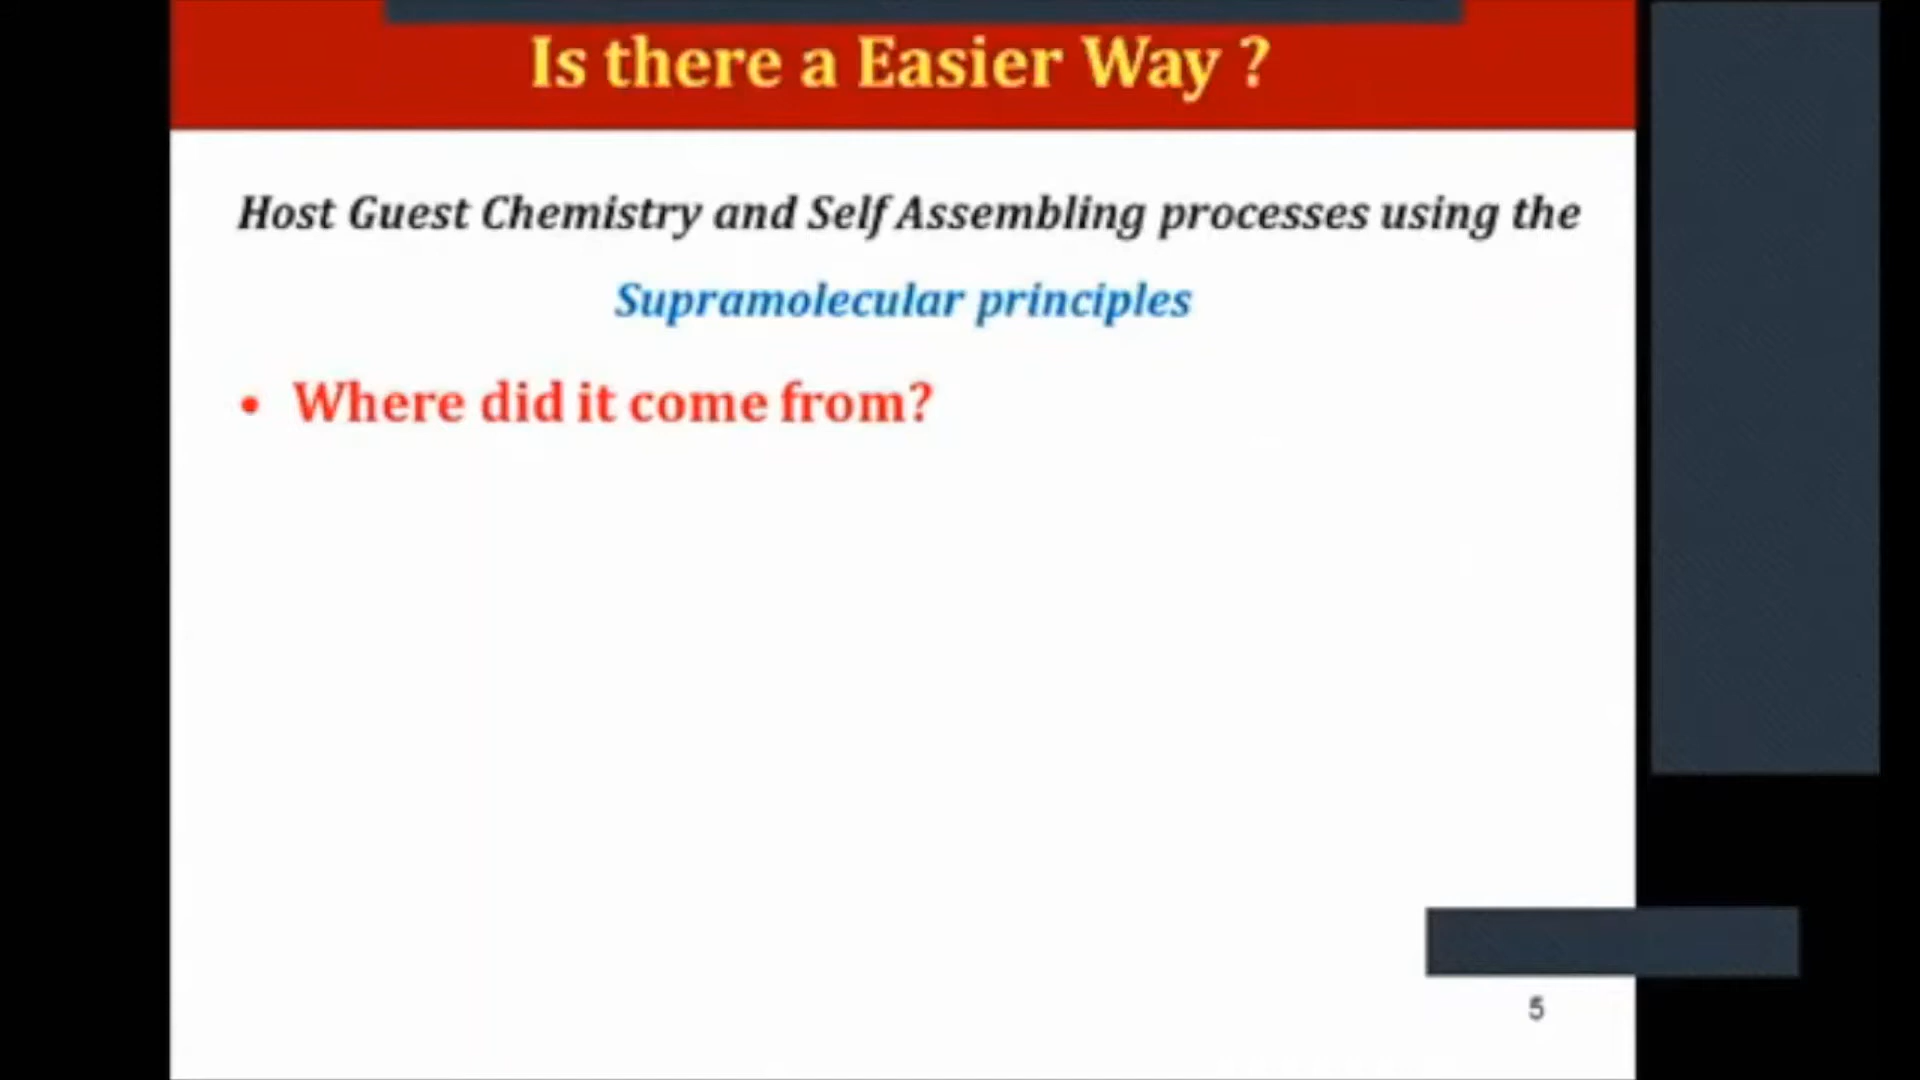 Is there a Easier Way ?
Host Guest Chemistry and Self Assembling processes using the
Supramolecular principles
• Where did it come from?
5